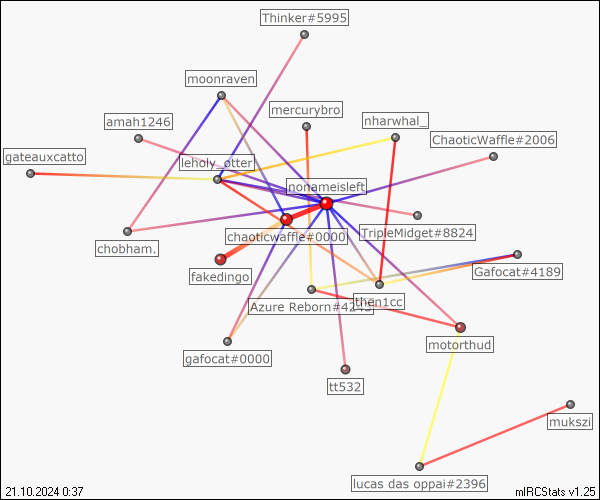 Thinker#5995
moonraven
mercurybro
amah1246
nharwhal_
ChaoticWaffle#2006
gateauxcatto
leholy_otter
nonameisleft
chaoticwaffle#0000
TripleMidget#8824
chobham.
fakedingo
Gafocat#4189
Azure Reborn#4243
then1cc
gafocat#0000
motorthud
tt532
mukszi
lucas das oppai#2396
21.10.2024 0:37
mIRCStats v1.25